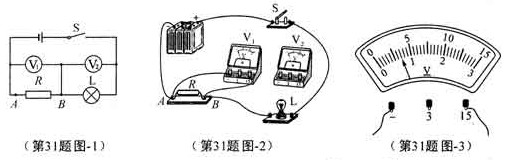 S
V₁
V₂
R
L
A
B
（第31题图-1）
+
S
V₁
V₂
R
A
B
L
（第31题图-2）
0 5 10 15
0 1 2 3
V
- 3 15
（第31题图-3）